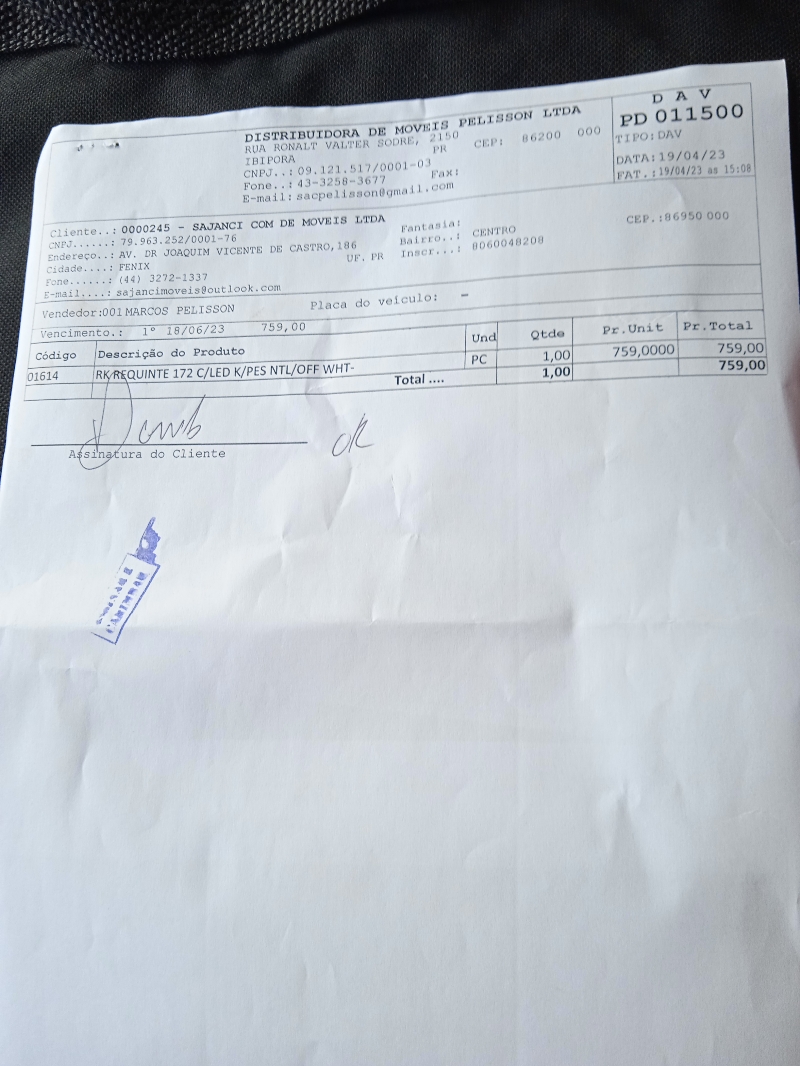 DISTRIBUIDORA DE MOVEIS PELISSON LTDA
RUA RONALT VALTER SODRE, 2150 CEP: 86200 000
IBIPORA PR
CNPJ..: 09.121.517/0001-03
Fone..: 43-3258-3677 Fax:
E-mail: sacpelisson@gmail.com
D A V
PD 011500
TIPO: DAV
DATA: 19/04/23
FAT. : 19/04/23 as 15:08
Cliente..: 0000245 - SAJANCI COM DE MOVEIS LTDA Fantasia: CEP.:86950 000
CNPJ......: 79.963.252/0001-76 Bairro..: CENTRO
Endereço..: AV. DR JOAQUIM VICENTE DE CASTRO,186 Inscr...: 8060048208
Cidade....: FENIX UF. PR
Fone......: (44) 3272-1337
E-mail....: sajancimoveis@outlook.com
Vendedor:001 MARCOS PELISSON Placa do veículo: -
Vencimento.: 1º 18/06/23 759,00
Código Descrição do Produto Und Qtde Pr.Unit Pr.Total
01614 RK REQUINTE 172 C/LED K/PES NTL/OFF WHT- PC 1,00 759,0000 759,00
Total .... 1,00 759,00
Assinatura do Cliente
OK